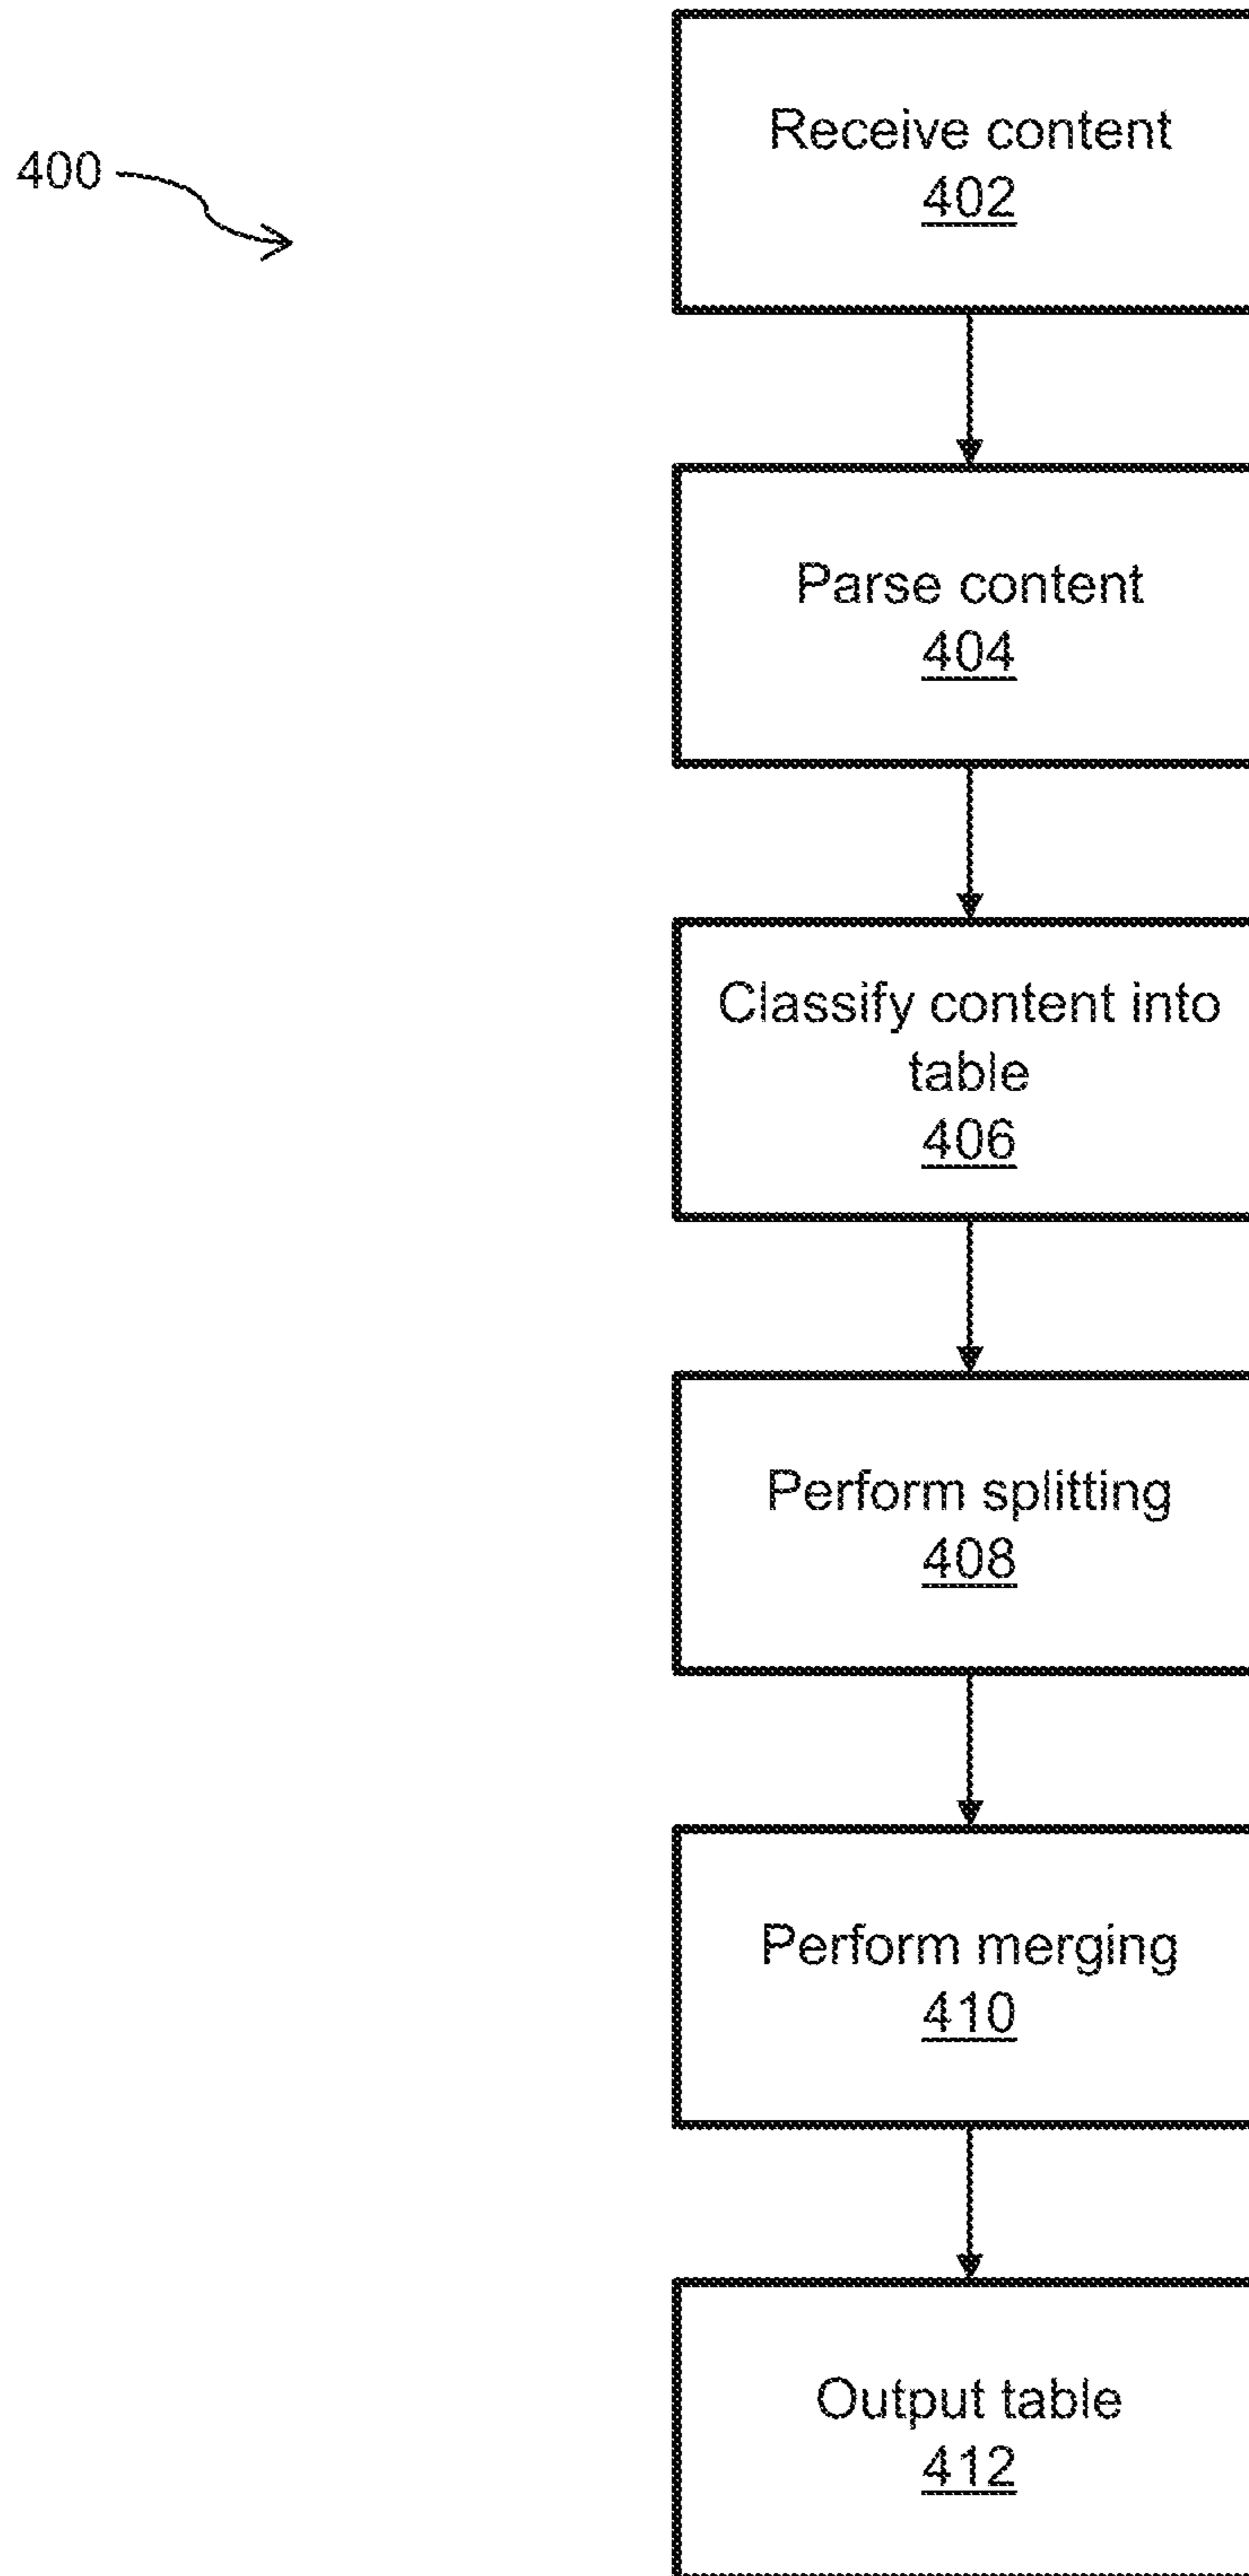 400
Receive content
402
Parse content
404
Classify content into
table
406
Perform splitting
408
Perform merging
410
Output table
412